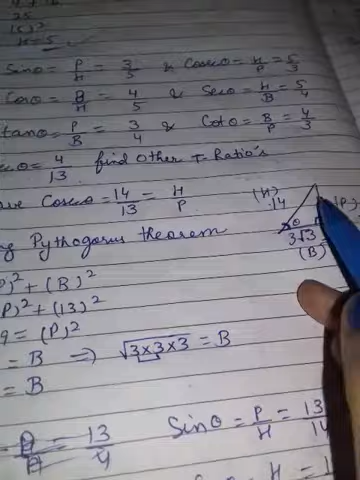 25
H = 5
Sinθ = P/H = 3/5 & Cosecθ = H/P = 5/3
Cosθ = B/H = 4/5 & Secθ = H/B = 5/4
tanθ = P/B = 3/4 & Cotθ = B/P = 4/3
θ = 4/13 find Other T-Ratio's
Cosecθ = 14/13 = H/P
(H) 14
(P)
θ
3√3
(B)
Pythagorus theorem
P)² + (B)²
P)² + (13)²
9 = (P)²
= B ⇒ √3×3×3 = B
= B
= 13/4
Sinθ = P/H = 13/14
= H =